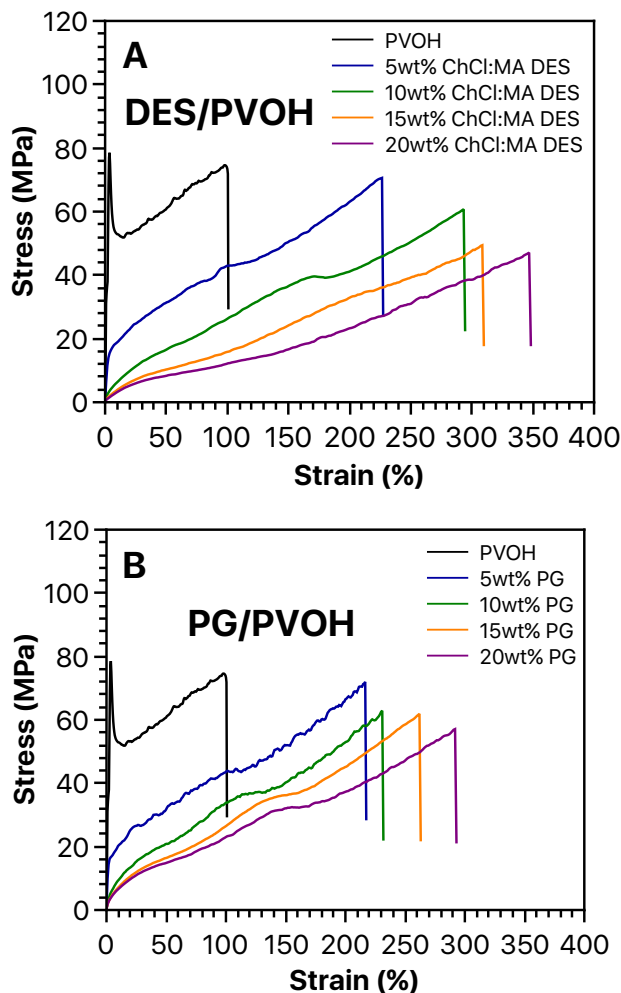 A
DES/PVOH
PVOH
5wt% ChCl:MA DES
10wt% ChCl:MA DES
15wt% ChCl:MA DES
20wt% ChCl:MA DES
Stress (MPa)
120
100
80
60
40
20
0
0 50 100 150 200 250 300 350 400
Strain (%)
B
PG/PVOH
PVOH
5wt% PG
10wt% PG
15wt% PG
20wt% PG
Stress (MPa)
120
100
80
60
40
20
0
0 50 100 150 200 250 300 350 400
Strain (%)